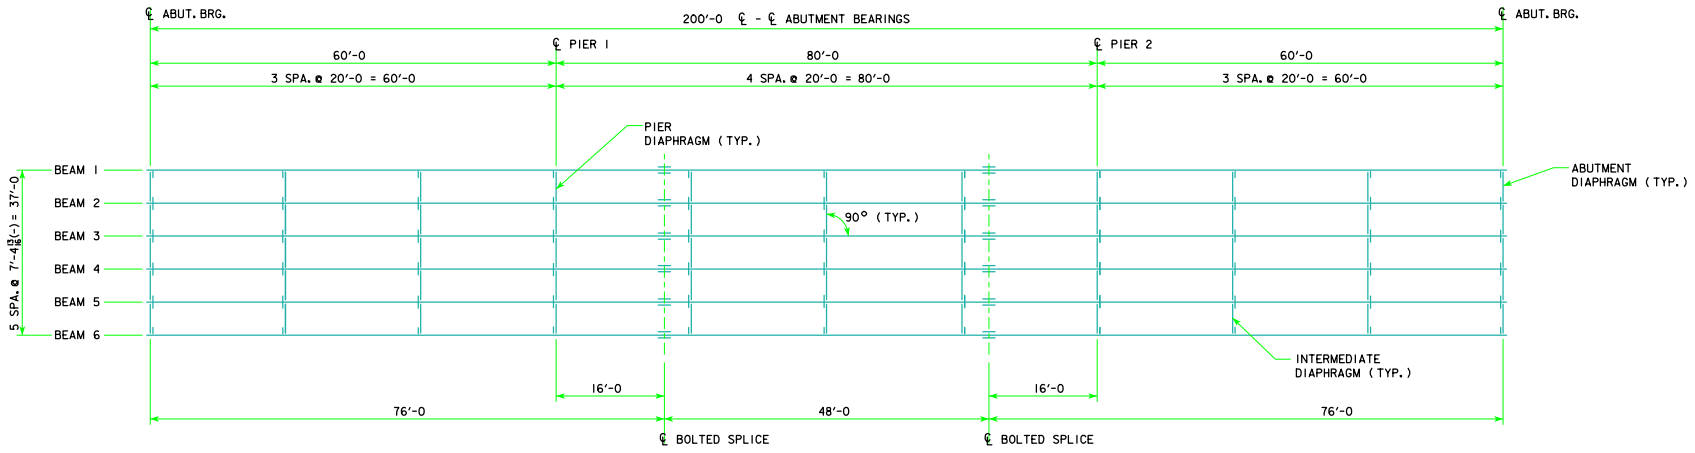 ℄ ABUT. BRG.
200'-0 ℄ - ℄ ABUTMENT BEARINGS
℄ ABUT. BRG.
℄ PIER 1
℄ PIER 2
60'-0
80'-0
60'-0
3 SPA. @ 20'-0 = 60'-0
4 SPA. @ 20'-0 = 80'-0
3 SPA. @ 20'-0 = 60'-0
PIER
DIAPHRAGM (TYP.)
ABUTMENT
DIAPHRAGM (TYP.)
BEAM 1
BEAM 2
BEAM 3
BEAM 4
BEAM 5
BEAM 6
5 SPA. @ 7'-4 13/16 (-) = 37'-0
90° (TYP.)
INTERMEDIATE
DIAPHRAGM (TYP.)
16'-0
16'-0
76'-0
48'-0
76'-0
℄ BOLTED SPLICE
℄ BOLTED SPLICE